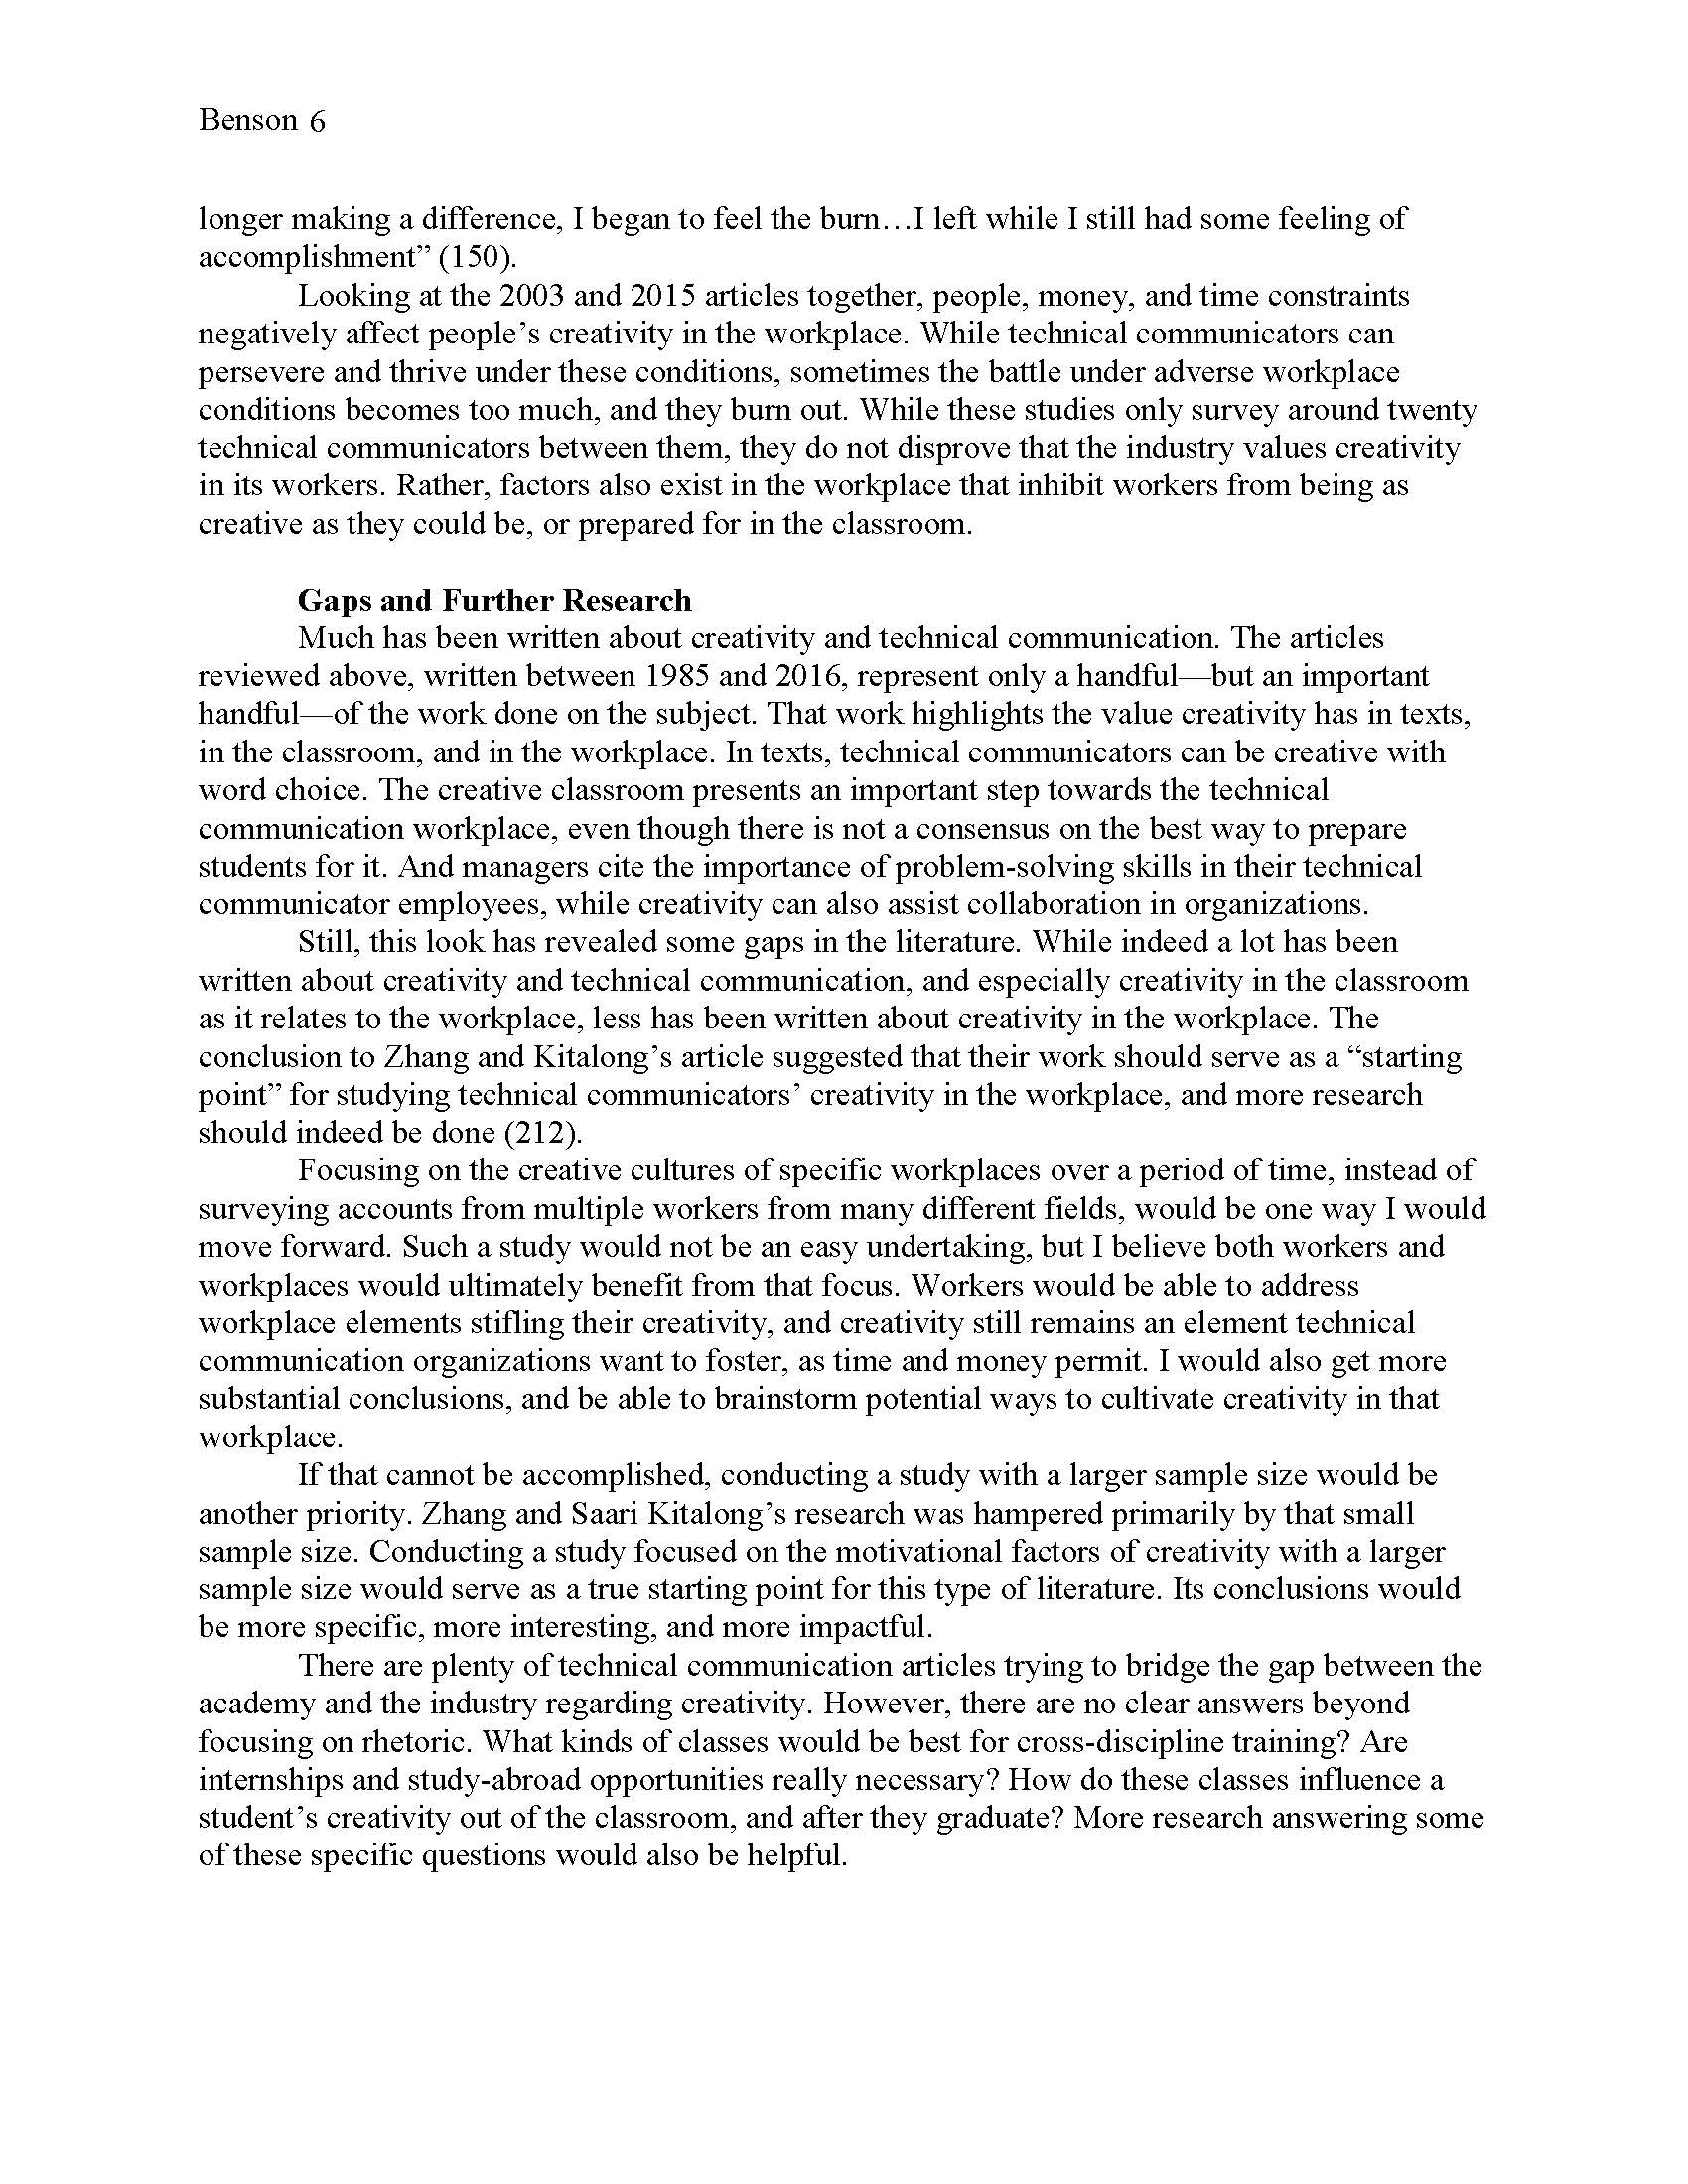 Benson 6
longer making a difference, I began to feel the burn…I left while I still had some feeling of
accomplishment” (150).
Looking at the 2003 and 2015 articles together, people, money, and time constraints
negatively affect people’s creativity in the workplace. While technical communicators can
persevere and thrive under these conditions, sometimes the battle under adverse workplace
conditions becomes too much, and they burn out. While these studies only survey around twenty
technical communicators between them, they do not disprove that the industry values creativity
in its workers. Rather, factors also exist in the workplace that inhibit workers from being as
creative as they could be, or prepared for in the classroom.
Gaps and Further Research
Much has been written about creativity and technical communication. The articles
reviewed above, written between 1985 and 2016, represent only a handful—but an important
handful—of the work done on the subject. That work highlights the value creativity has in texts,
in the classroom, and in the workplace. In texts, technical communicators can be creative with
word choice. The creative classroom presents an important step towards the technical
communication workplace, even though there is not a consensus on the best way to prepare
students for it. And managers cite the importance of problem-solving skills in their technical
communicator employees, while creativity can also assist collaboration in organizations.
Still, this look has revealed some gaps in the literature. While indeed a lot has been
written about creativity and technical communication, and especially creativity in the classroom
as it relates to the workplace, less has been written about creativity in the workplace. The
conclusion to Zhang and Kitalong’s article suggested that their work should serve as a “starting
point” for studying technical communicators’ creativity in the workplace, and more research
should indeed be done (212).
Focusing on the creative cultures of specific workplaces over a period of time, instead of
surveying accounts from multiple workers from many different fields, would be one way I would
move forward. Such a study would not be an easy undertaking, but I believe both workers and
workplaces would ultimately benefit from that focus. Workers would be able to address
workplace elements stifling their creativity, and creativity still remains an element technical
communication organizations want to foster, as time and money permit. I would also get more
substantial conclusions, and be able to brainstorm potential ways to cultivate creativity in that
workplace.
If that cannot be accomplished, conducting a study with a larger sample size would be
another priority. Zhang and Saari Kitalong’s research was hampered primarily by that small
sample size. Conducting a study focused on the motivational factors of creativity with a larger
sample size would serve as a true starting point for this type of literature. Its conclusions would
be more specific, more interesting, and more impactful.
There are plenty of technical communication articles trying to bridge the gap between the
academy and the industry regarding creativity. However, there are no clear answers beyond
focusing on rhetoric. What kinds of classes would be best for cross-discipline training? Are
internships and study-abroad opportunities really necessary? How do these classes influence a
student’s creativity out of the classroom, and after they graduate? More research answering some
of these specific questions would also be helpful.